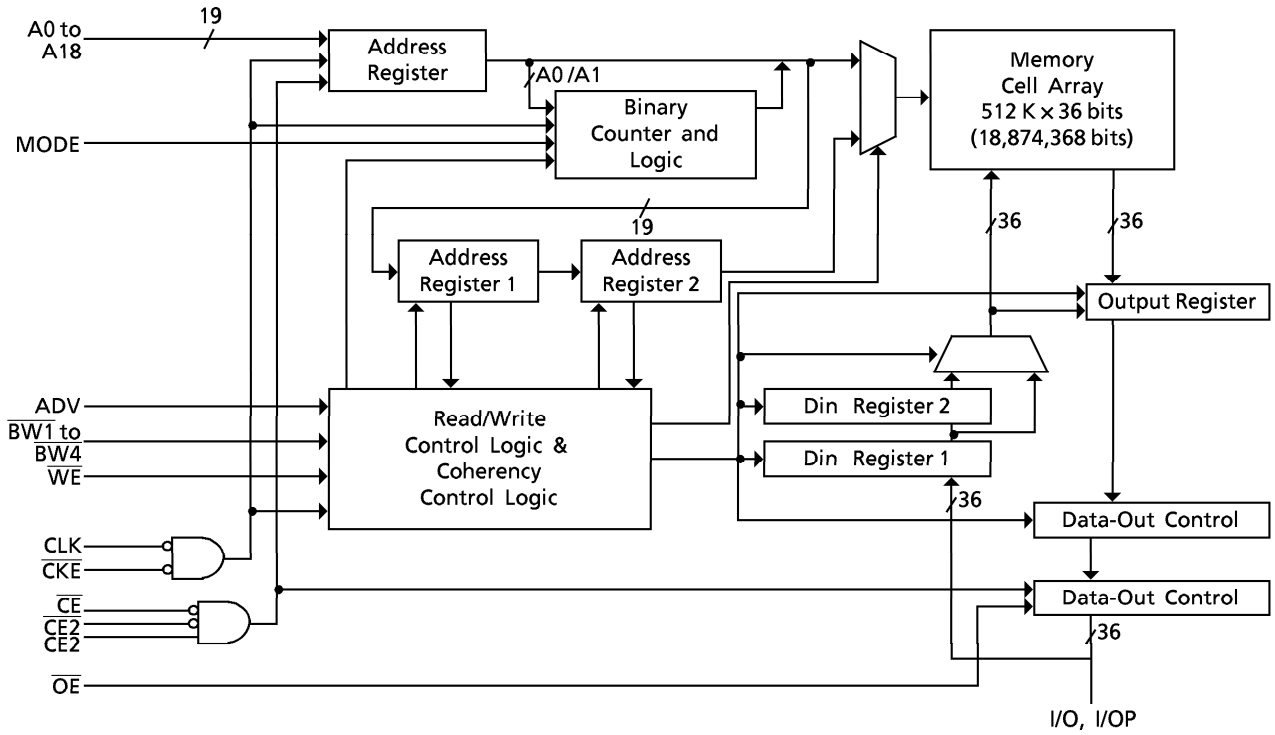 19
A0 to
A18
Address
Register
A0/A1
Binary
Counter and
Logic
MODE
Memory
Cell Array
512 K x 36 bits
(18,874,368 bits)
19
36
36
Address
Register 1
Address
Register 2
Output Register
ADV
BW1 to
BW4
WE
Read/Write
Control Logic &
Coherency
Control Logic
Din Register 2
Din Register 1
36
Data-Out Control
CLK
CKE
CE
CE2
CE2
Data-Out Control
36
OE
I/O, I/OP